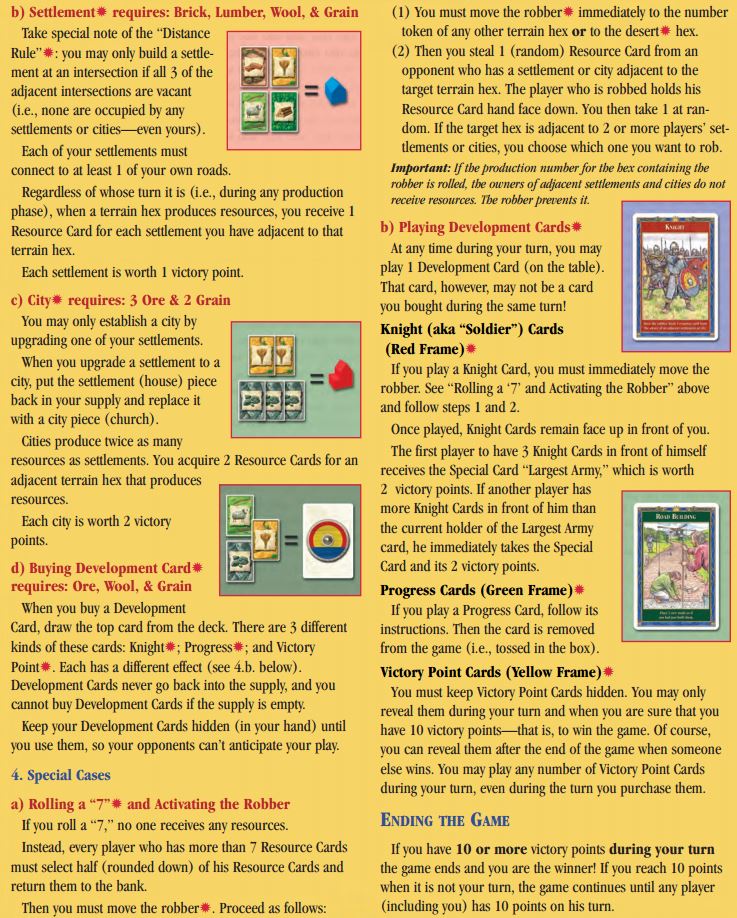 b) Settlement✹ requires: Brick, Lumber, Wool, & Grain
Take special note of the “Distance
Rule”✹: you may only build a settle-
ment at an intersection if all 3 of the
adjacent intersections are vacant
(i.e., none are occupied by any
settlements or cities—even yours).
Each of your settlements must
connect to at least 1 of your own roads.
Regardless of whose turn it is (i.e., during any production
phase), when a terrain hex produces resources, you receive 1
Resource Card for each settlement you have adjacent to that
terrain hex.
Each settlement is worth 1 victory point.
c) City✹ requires: 3 Ore & 2 Grain
You may only establish a city by
upgrading one of your settlements.
When you upgrade a settlement to a
city, put the settlement (house) piece
back in your supply and replace it
with a city piece (church).
Cities produce twice as many
resources as settlements. You acquire 2 Resource Cards for an
adjacent terrain hex that produces
resources.
Each city is worth 2 victory
points.
d) Buying Development Card✹
requires: Ore, Wool, & Grain
When you buy a Development
Card, draw the top card from the deck. There are 3 different
kinds of these cards: Knight✹; Progress✹; and Victory
Point✹. Each has a different effect (see 4.b. below).
Development Cards never go back into the supply, and you
cannot buy Development Cards if the supply is empty.
Keep your Development Cards hidden (in your hand) until
you use them, so your opponents can’t anticipate your play.
4. Special Cases
a) Rolling a “7”✹ and Activating the Robber
If you roll a “7,” no one receives any resources.
Instead, every player who has more than 7 Resource Cards
must select half (rounded down) of his Resource Cards and
return them to the bank.
Then you must move the robber✹. Proceed as follows:
(1) You must move the robber✹ immediately to the number
token of any other terrain hex or to the desert✹ hex.
(2) Then you steal 1 (random) Resource Card from an
opponent who has a settlement or city adjacent to the
target terrain hex. The player who is robbed holds his
Resource Card hand face down. You then take 1 at ran-
dom. If the target hex is adjacent to 2 or more players’ set-
tlements or cities, you choose which one you want to rob.
Important: If the production number for the hex containing the
robber is rolled, the owners of adjacent settlements and cities do not
receive resources. The robber prevents it.
b) Playing Development Cards✹
At any time during your turn, you may
play 1 Development Card (on the table).
That card, however, may not be a card
you bought during the same turn!
KNIGHT
Knight (aka “Soldier”) Cards
(Red Frame)✹
If you play a Knight Card, you must immediately move the
robber. See “Rolling a ‘7’ and Activating the Robber” above
and follow steps 1 and 2.
Once played, Knight Cards remain face up in front of you.
The first player to have 3 Knight Cards in front of himself
receives the Special Card “Largest Army,” which is worth
2 victory points. If another player has
more Knight Cards in front of him than
the current holder of the Largest Army
card, he immediately takes the Special
Card and its 2 victory points.
ROAD BUILDING
Progress Cards (Green Frame)✹
If you play a Progress Card, follow its
instructions. Then the card is removed
from the game (i.e., tossed in the box).
Victory Point Cards (Yellow Frame)✹
You must keep Victory Point Cards hidden. You may only
reveal them during your turn and when you are sure that you
have 10 victory points—that is, to win the game. Of course,
you can reveal them after the end of the game when someone
else wins. You may play any number of Victory Point Cards
during your turn, even during the turn you purchase them.
ENDING THE GAME
If you have 10 or more victory points during your turn
the game ends and you are the winner! If you reach 10 points
when it is not your turn, the game continues until any player
(including you) has 10 points on his turn.